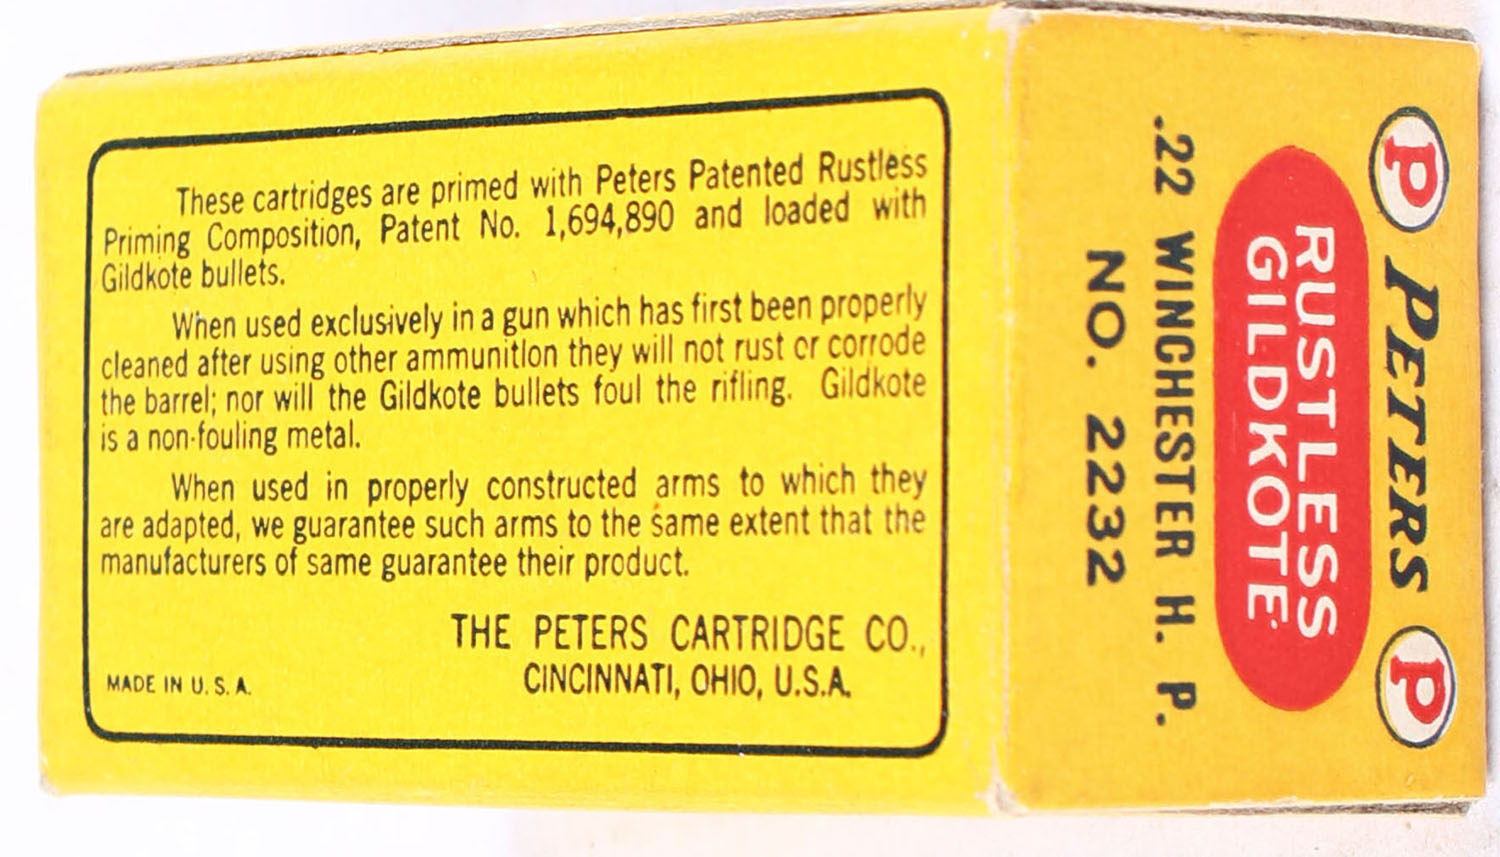 These cartridges are primed with Peters Patented Rustless
Priming Composition, Patent No. 1,694,890 and loaded with
Gildkote bullets.
When used exclusively in a gun which has first been properly
cleaned after using other ammunition they will not rust or corrode
the barrel; nor will the Gildkote bullets foul the rifling. Gildkote
is a non-fouling metal.
When used in properly constructed arms to which they
are adapted, we guarantee such arms to the same extent that the
manufacturers of same guarantee their product.
THE PETERS CARTRIDGE CO.,
CINCINNATI, OHIO, U.S.A.
MADE IN U. S. A.
P PETERS P
RUSTLESS
GILDKOTE
.22 WINCHESTER H. P.
NO. 2232